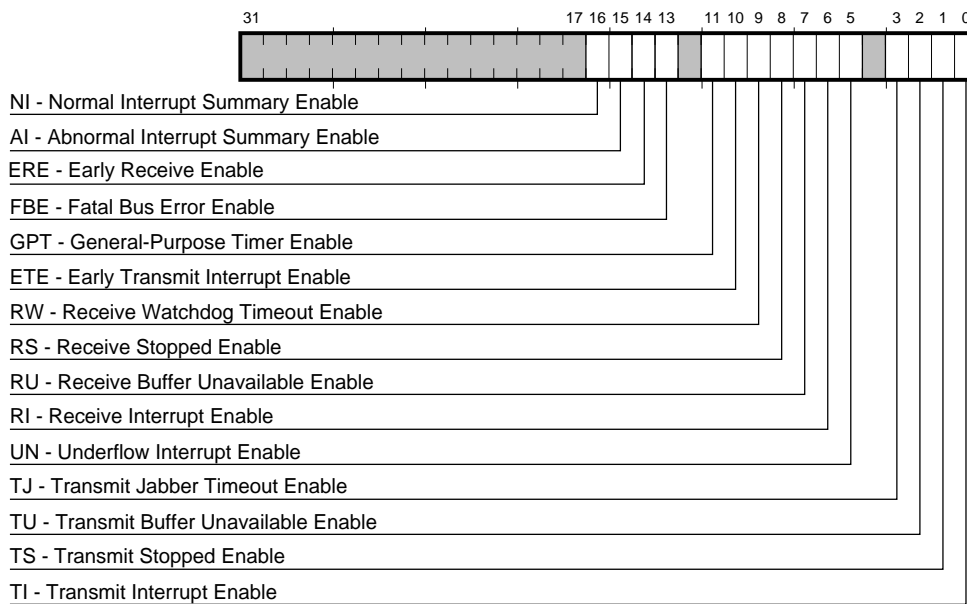 31 17 16 15 14 13 11 10 9 8 7 6 5 3 2 1 0
NI - Normal Interrupt Summary Enable
AI - Abnormal Interrupt Summary Enable
ERE - Early Receive Enable
FBE - Fatal Bus Error Enable
GPT - General-Purpose Timer Enable
ETE - Early Transmit Interrupt Enable
RW - Receive Watchdog Timeout Enable
RS - Receive Stopped Enable
RU - Receive Buffer Unavailable Enable
RI - Receive Interrupt Enable
UN - Underflow Interrupt Enable
TJ - Transmit Jabber Timeout Enable
TU - Transmit Buffer Unavailable Enable
TS - Transmit Stopped Enable
TI - Transmit Interrupt Enable